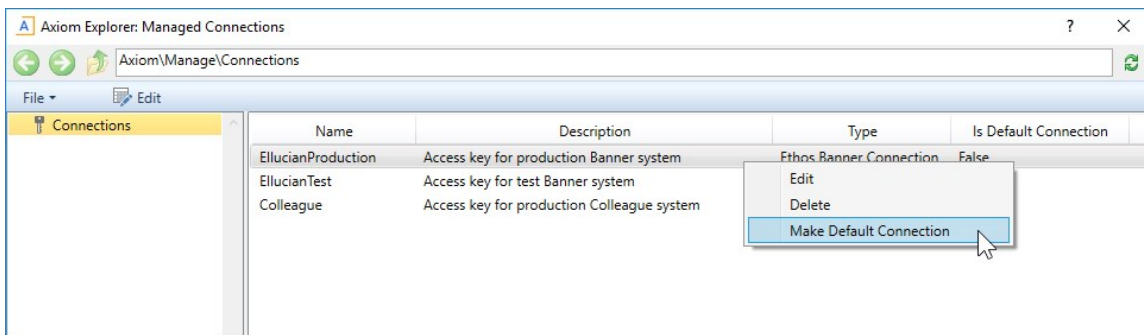 A Axiom Explorer: Managed Connections ?
Axiom\Manage\Connections
File Edit
Connections
Name Description Type Is Default Connection
EllucianProduction Access key for production Banner system Ethos Banner Connection False
EllucianTest Access key for test Banner system
Colleague Access key for production Colleague system
Edit
Delete
Make Default Connection